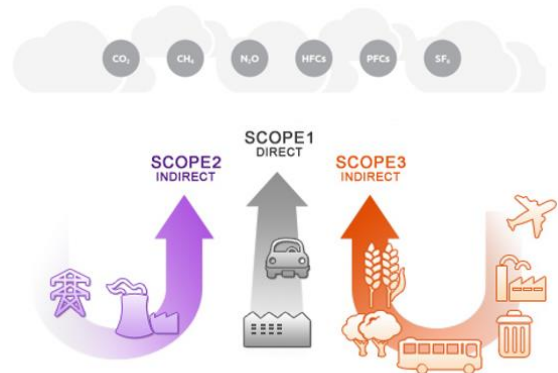 CO₂ CH₄ N₂O HFCs PFCs SF₆
SCOPE1
DIRECT
SCOPE2
INDIRECT
SCOPE3
INDIRECT